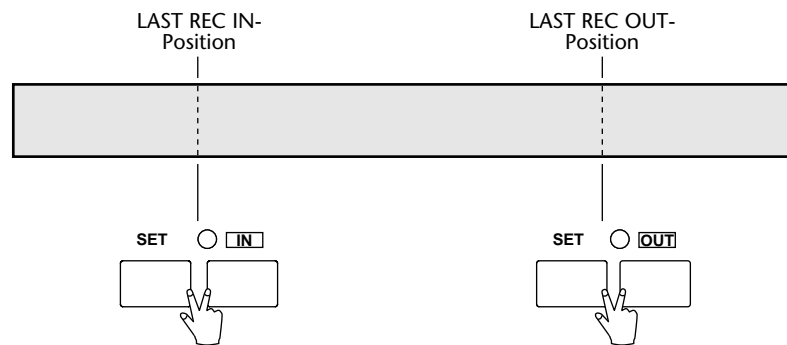 LAST REC IN-
Position
LAST REC OUT-
Position
SET IN
SET OUT